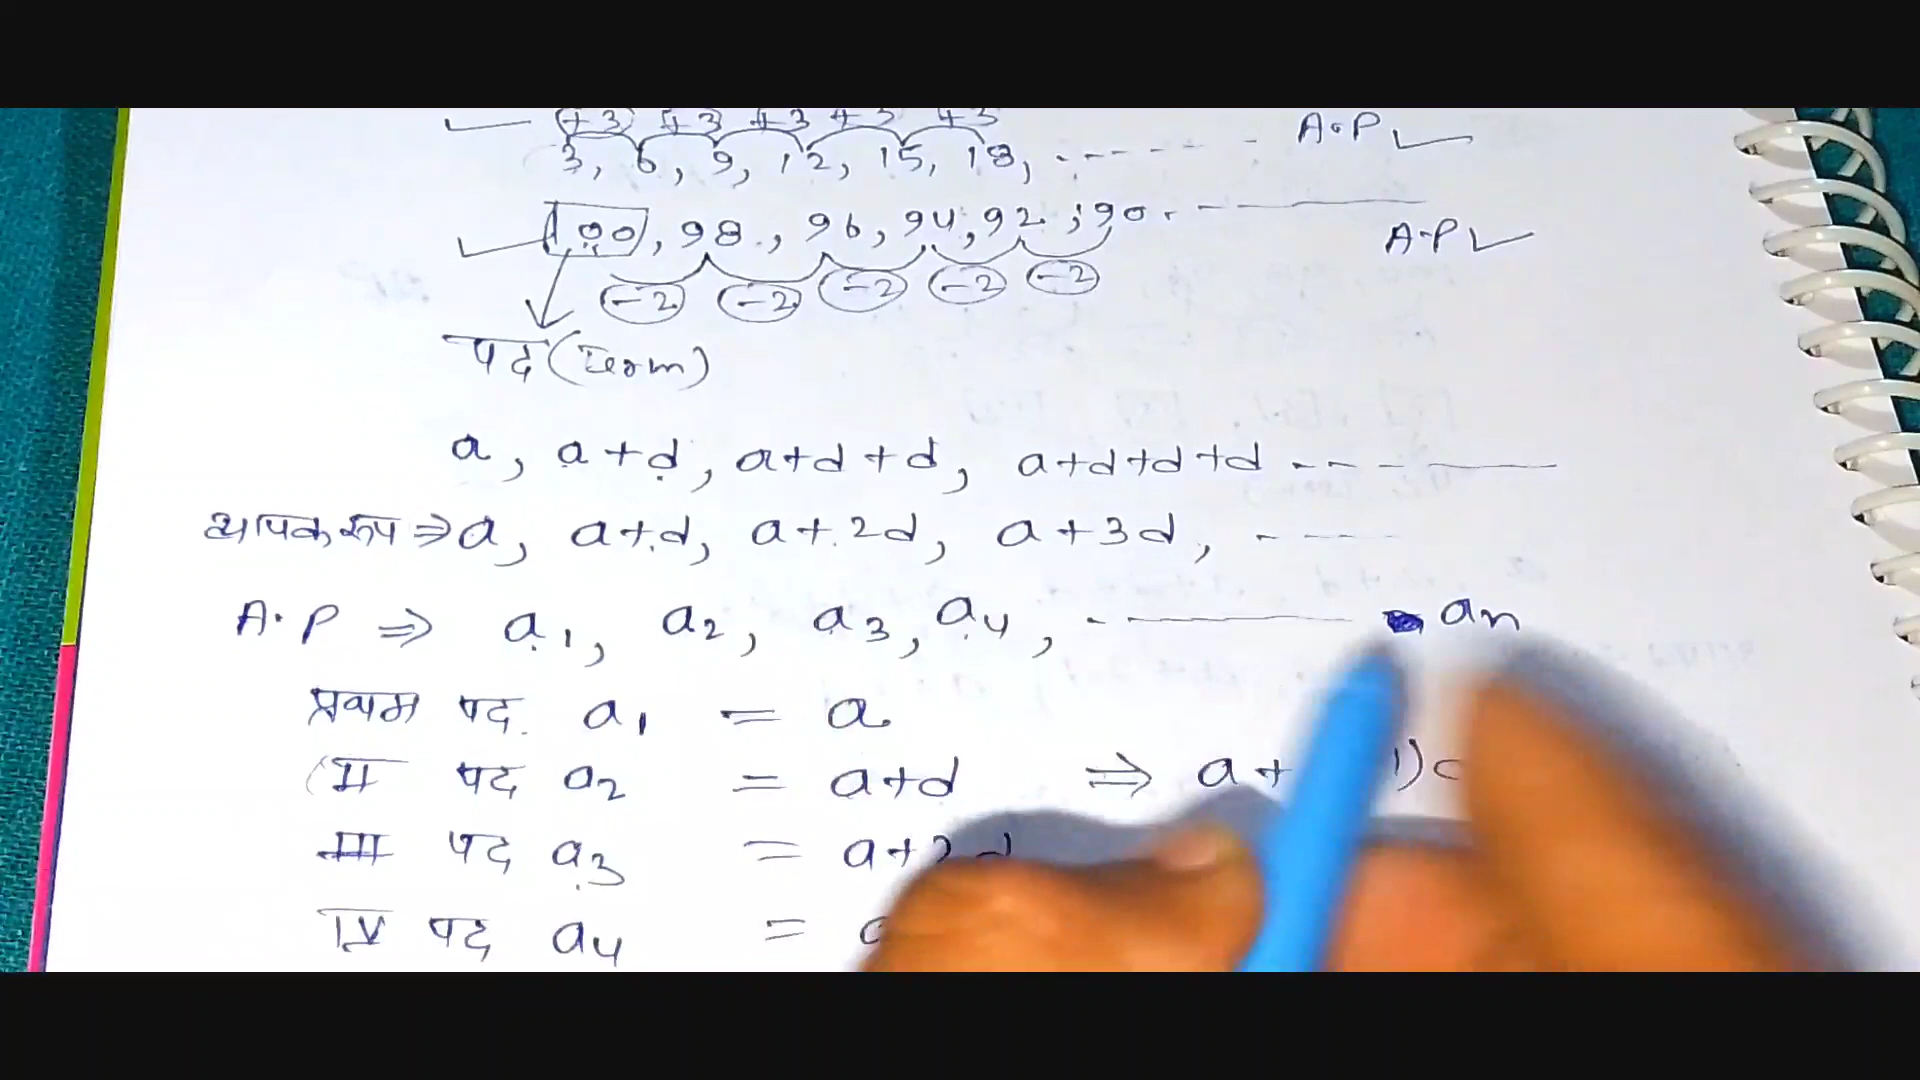 +3 +3 +3 +3 +3
3, 6, 9, 12, 15, 18, ------- A.P ✓
100, 98, 96, 94, 92, 90. ------- A.P ✓
-2 -2 -2 -2 -2
पद (Term)
a, a+d, a+d+d, a+d+d+d -------
व्यापक रूप ⇒ a, a+d, a+2d, a+3d, ----
A.P ⇒ a1, a2, a3, a4, ------- an
प्रथम पद a1 = a
II पद a2 = a+d ⇒ a+ 1)
III पद a3 = a+2d
IV पद a4 =